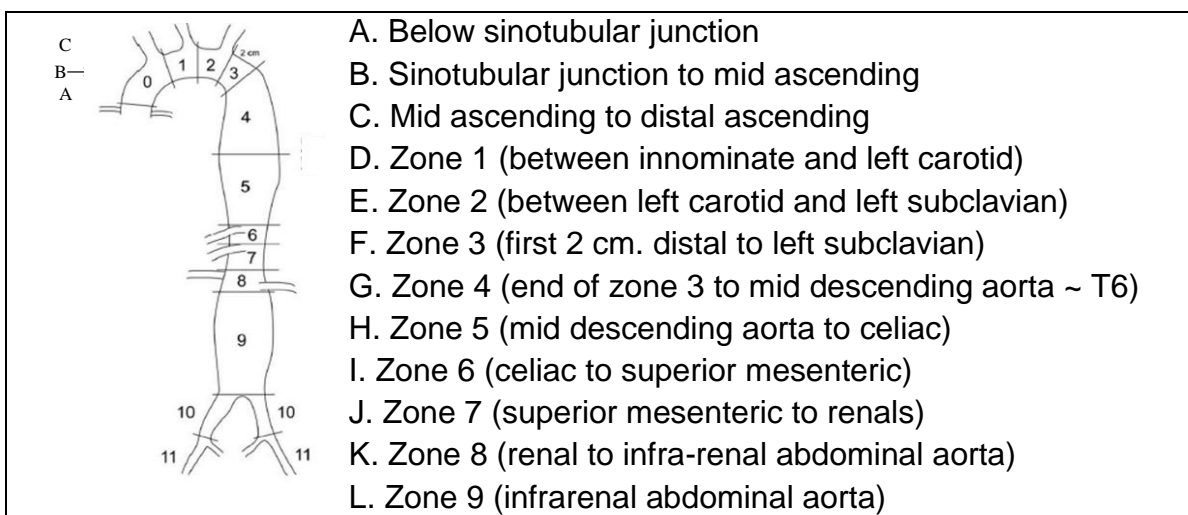 C
B
A
0
1
2
2 cm
3
4
5
6
7
8
9
10
10
11
11
A. Below sinotubular junction
B. Sinotubular junction to mid ascending
C. Mid ascending to distal ascending
D. Zone 1 (between innominate and left carotid)
E. Zone 2 (between left carotid and left subclavian)
F. Zone 3 (first 2 cm. distal to left subclavian)
G. Zone 4 (end of zone 3 to mid descending aorta ~ T6)
H. Zone 5 (mid descending aorta to celiac)
I. Zone 6 (celiac to superior mesenteric)
J. Zone 7 (superior mesenteric to renals)
K. Zone 8 (renal to infra-renal abdominal aorta)
L. Zone 9 (infrarenal abdominal aorta)